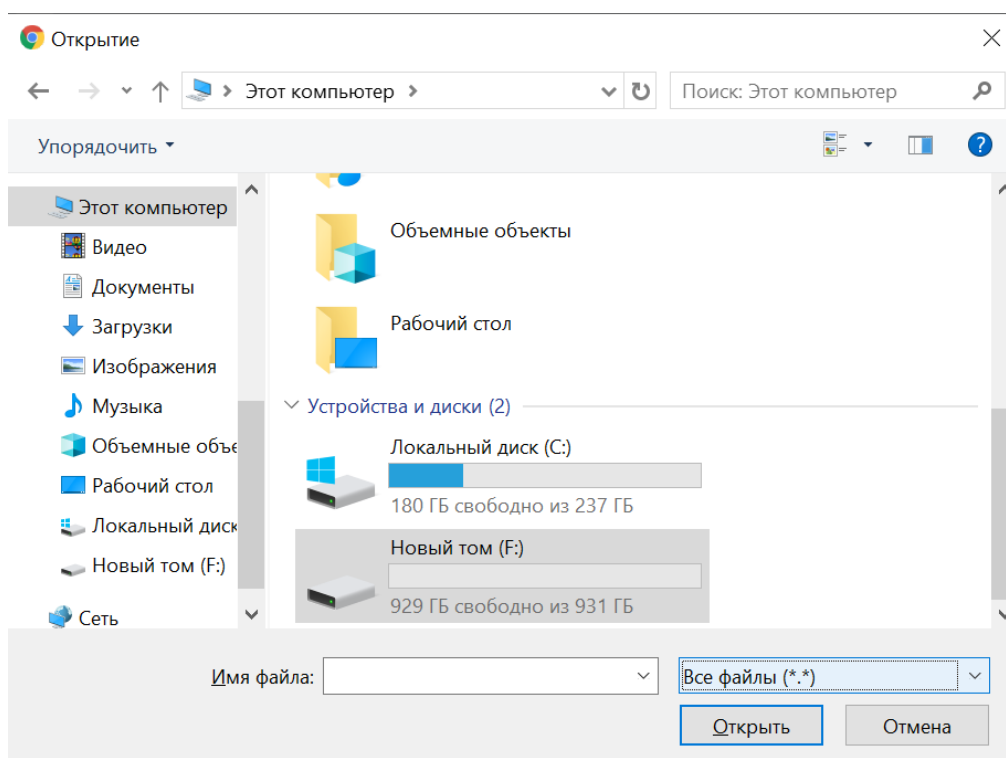 Открытие
Этот компьютер
Поиск: Этот компьютер
Упорядочить
Этот компьютер
Видео
Документы
Загрузки
Изображения
Музыка
Объемные объе
Рабочий стол
Локальный диск
Новый том (F:)
Сеть
Объемные объекты
Рабочий стол
Устройства и диски (2)
Локальный диск (C:)
180 ГБ свободно из 237 ГБ
Новый том (F:)
929 ГБ свободно из 931 ГБ
Имя файла:
Все файлы (*.*)
Открыть
Отмена